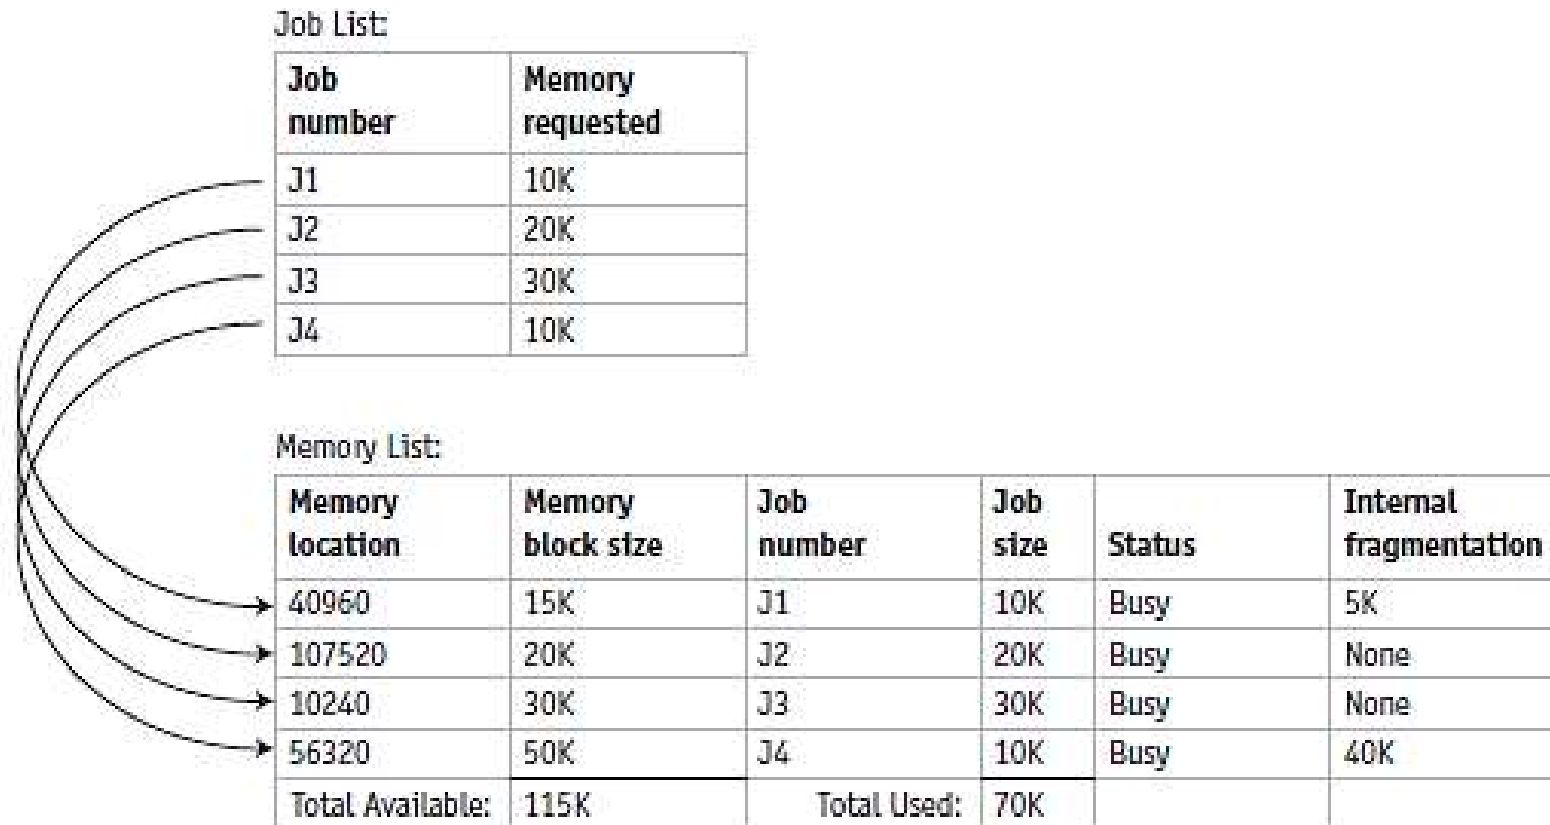 Job List:
Job number Memory requested
J1 10K
J2 20K
J3 30K
J4 10K
Memory List:
Memory location Memory block size Job number Job size Status Internal fragmentation
40960 15K J1 10K Busy 5K
107520 20K J2 20K Busy None
10240 30K J3 30K Busy None
56320 50K J4 10K Busy 40K
Total Available: 115K Total Used: 70K